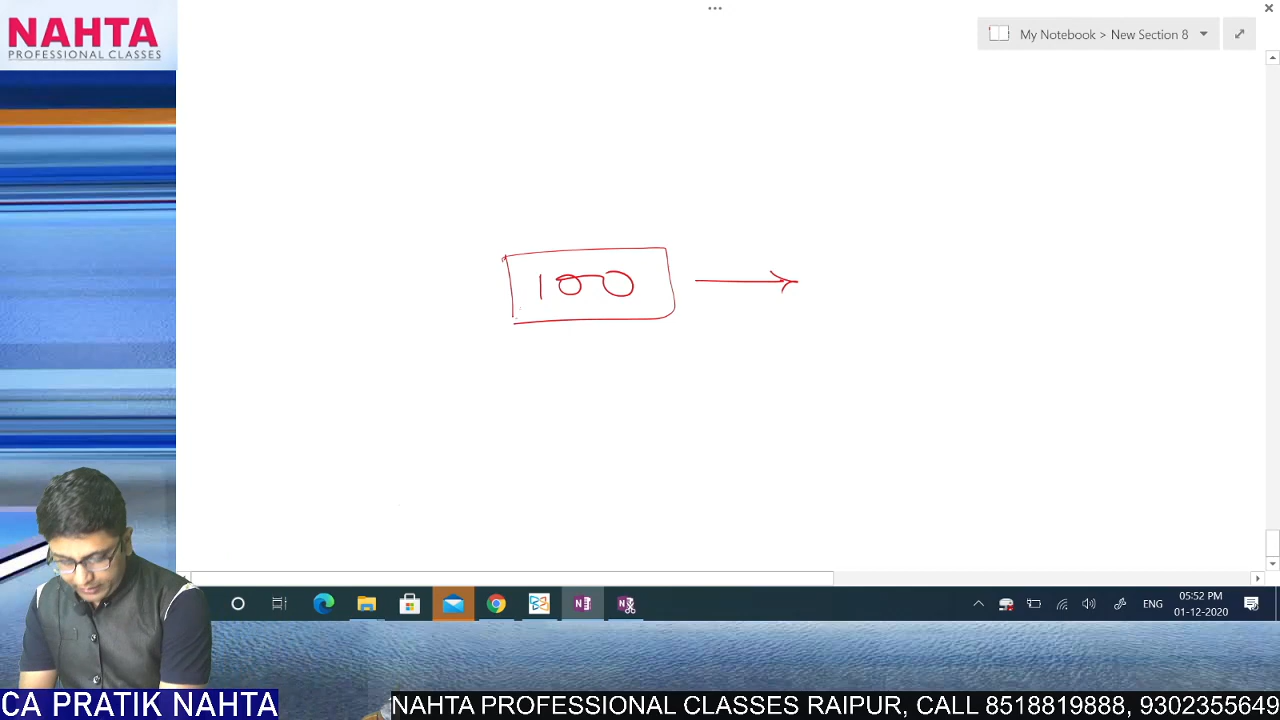 NAHTA
PROFESSIONAL CLASSES
My Notebook > New Section 8
100
ENG
05:52 PM
01-12-2020
CA PRATIK NAHTA
NAHTA PROFESSIONAL CLASSES RAIPUR, CALL 8518819888, 9302355649